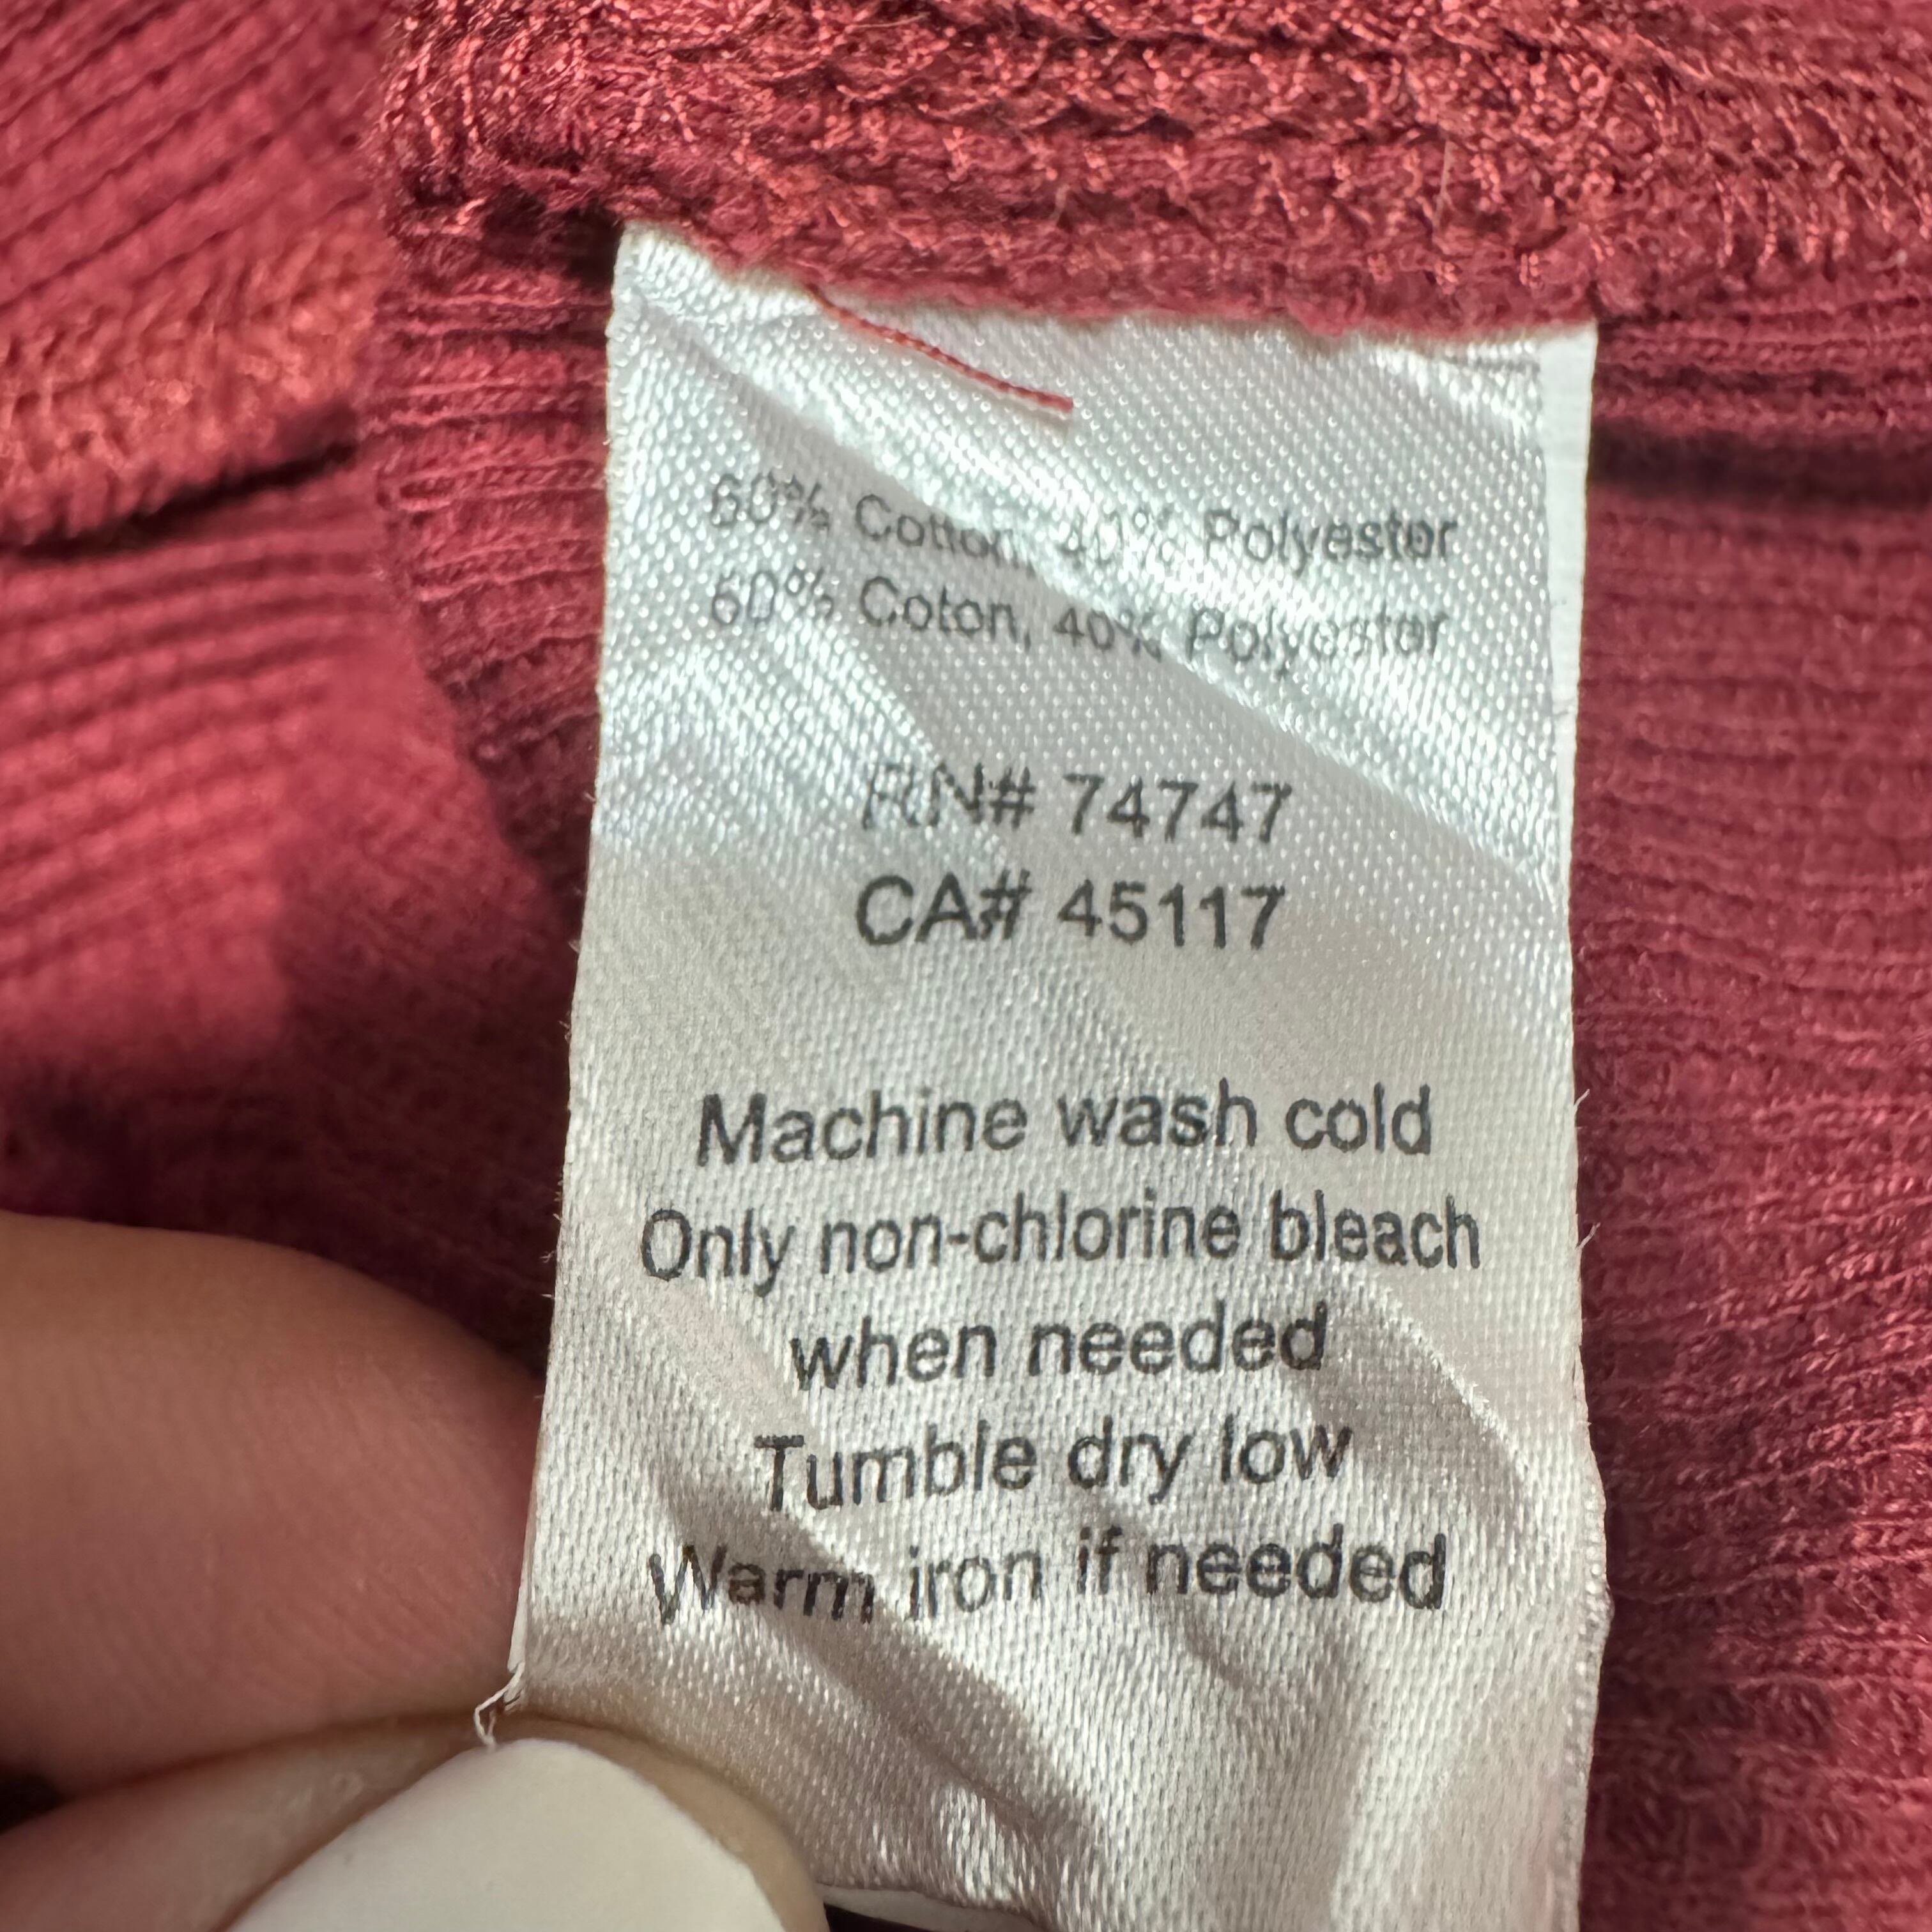 60% Cotton, 40% Polyester
60% Coton, 40% Polyester
RN# 74747
CA# 45117
Machine wash cold
Only non-chlorine bleach
when needed
Tumble dry low
Warm iron if needed